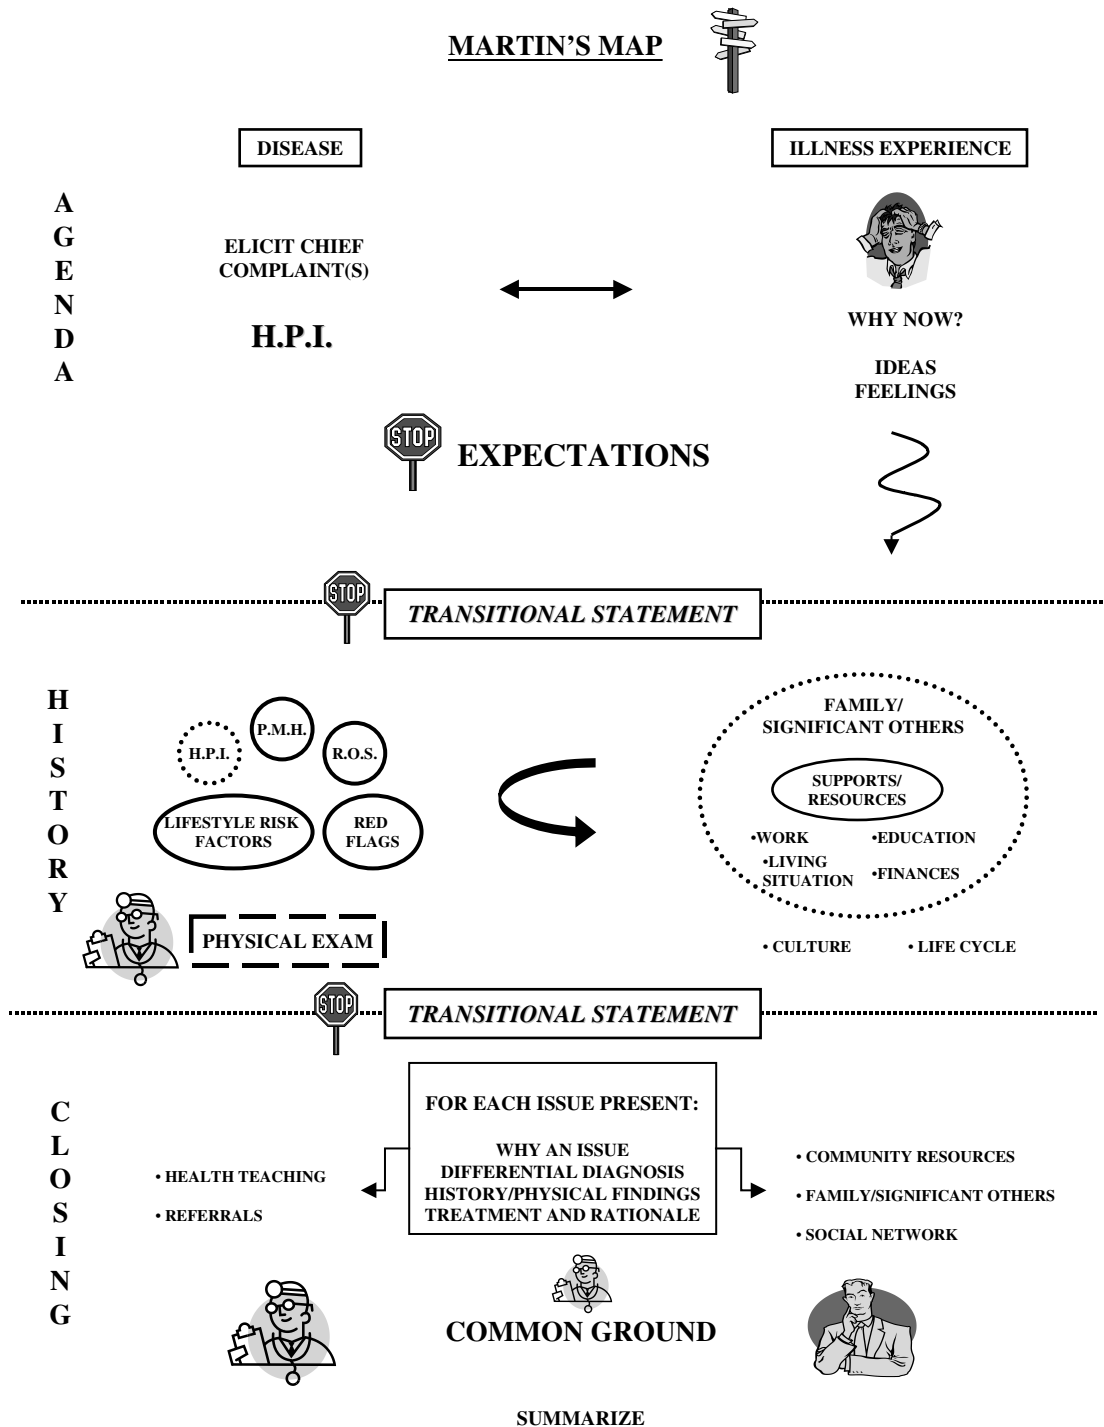 MARTIN'S MAP
DISEASE
ILLNESS EXPERIENCE
AGENDA
ELICIT CHIEF
COMPLAINT(S)
H.P.I.
WHY NOW?
IDEAS
FEELINGS
STOP
EXPECTATIONS
STOP
TRANSITIONAL STATEMENT
HISTORY
H.P.I.
P.M.H.
R.O.S.
LIFESTYLE RISK
FACTORS
RED
FLAGS
PHYSICAL EXAM
FAMILY/
SIGNIFICANT OTHERS
SUPPORTS/
RESOURCES
•WORK
•EDUCATION
•LIVING
SITUATION
•FINANCES
• CULTURE
• LIFE CYCLE
STOP
TRANSITIONAL STATEMENT
CLOSING
FOR EACH ISSUE PRESENT:
WHY AN ISSUE
DIFFERENTIAL DIAGNOSIS
HISTORY/PHYSICAL FINDINGS
TREATMENT AND RATIONALE
• HEALTH TEACHING
• REFERRALS
• COMMUNITY RESOURCES
• FAMILY/SIGNIFICANT OTHERS
• SOCIAL NETWORK
COMMON GROUND
SUMMARIZE